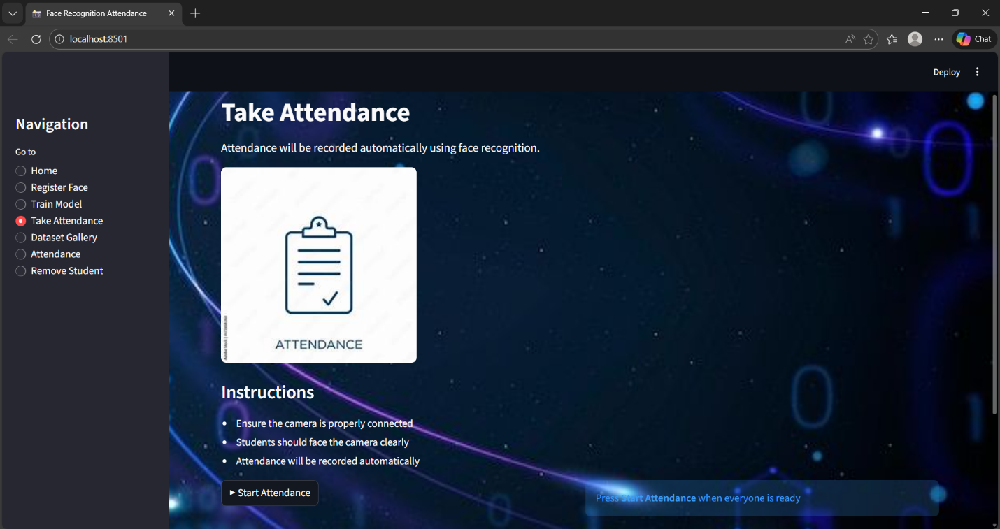 Face Recognition Attendance
localhost:8501
Chat
Deploy
Navigation
Go to
Home
Register Face
Train Model
Take Attendance
Dataset Gallery
Attendance
Remove Student
Take Attendance
Attendance will be recorded automatically using face recognition.
ATTENDANCE
Instructions
• Ensure the camera is properly connected
• Students should face the camera clearly
• Attendance will be recorded automatically
Start Attendance
Press Start Attendance when everyone is ready